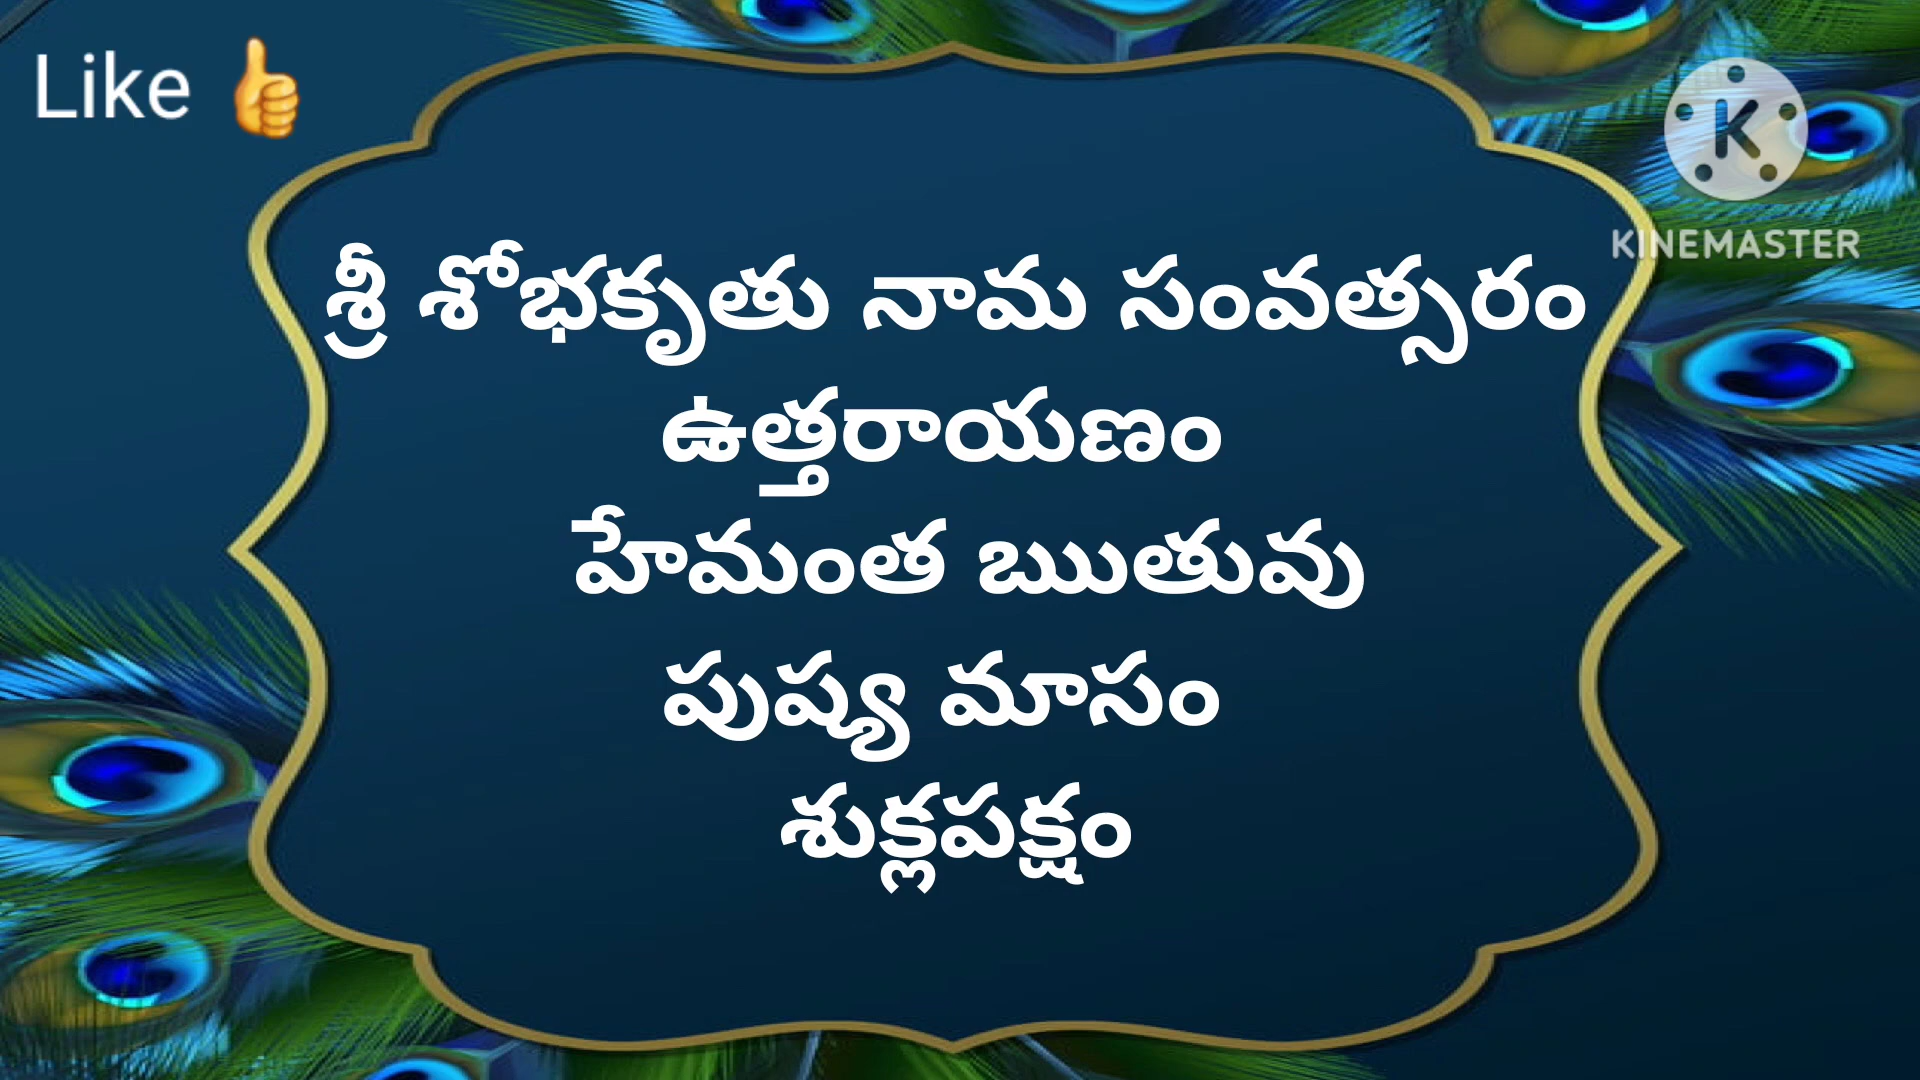 Like 👍
KINEMASTER
శ్రీ శోభకృతు నామ సంవత్సరం
ఉత్తరాయణం
హేమంత ఋతువు
పుష్య మాసం
శుక్లపక్షం